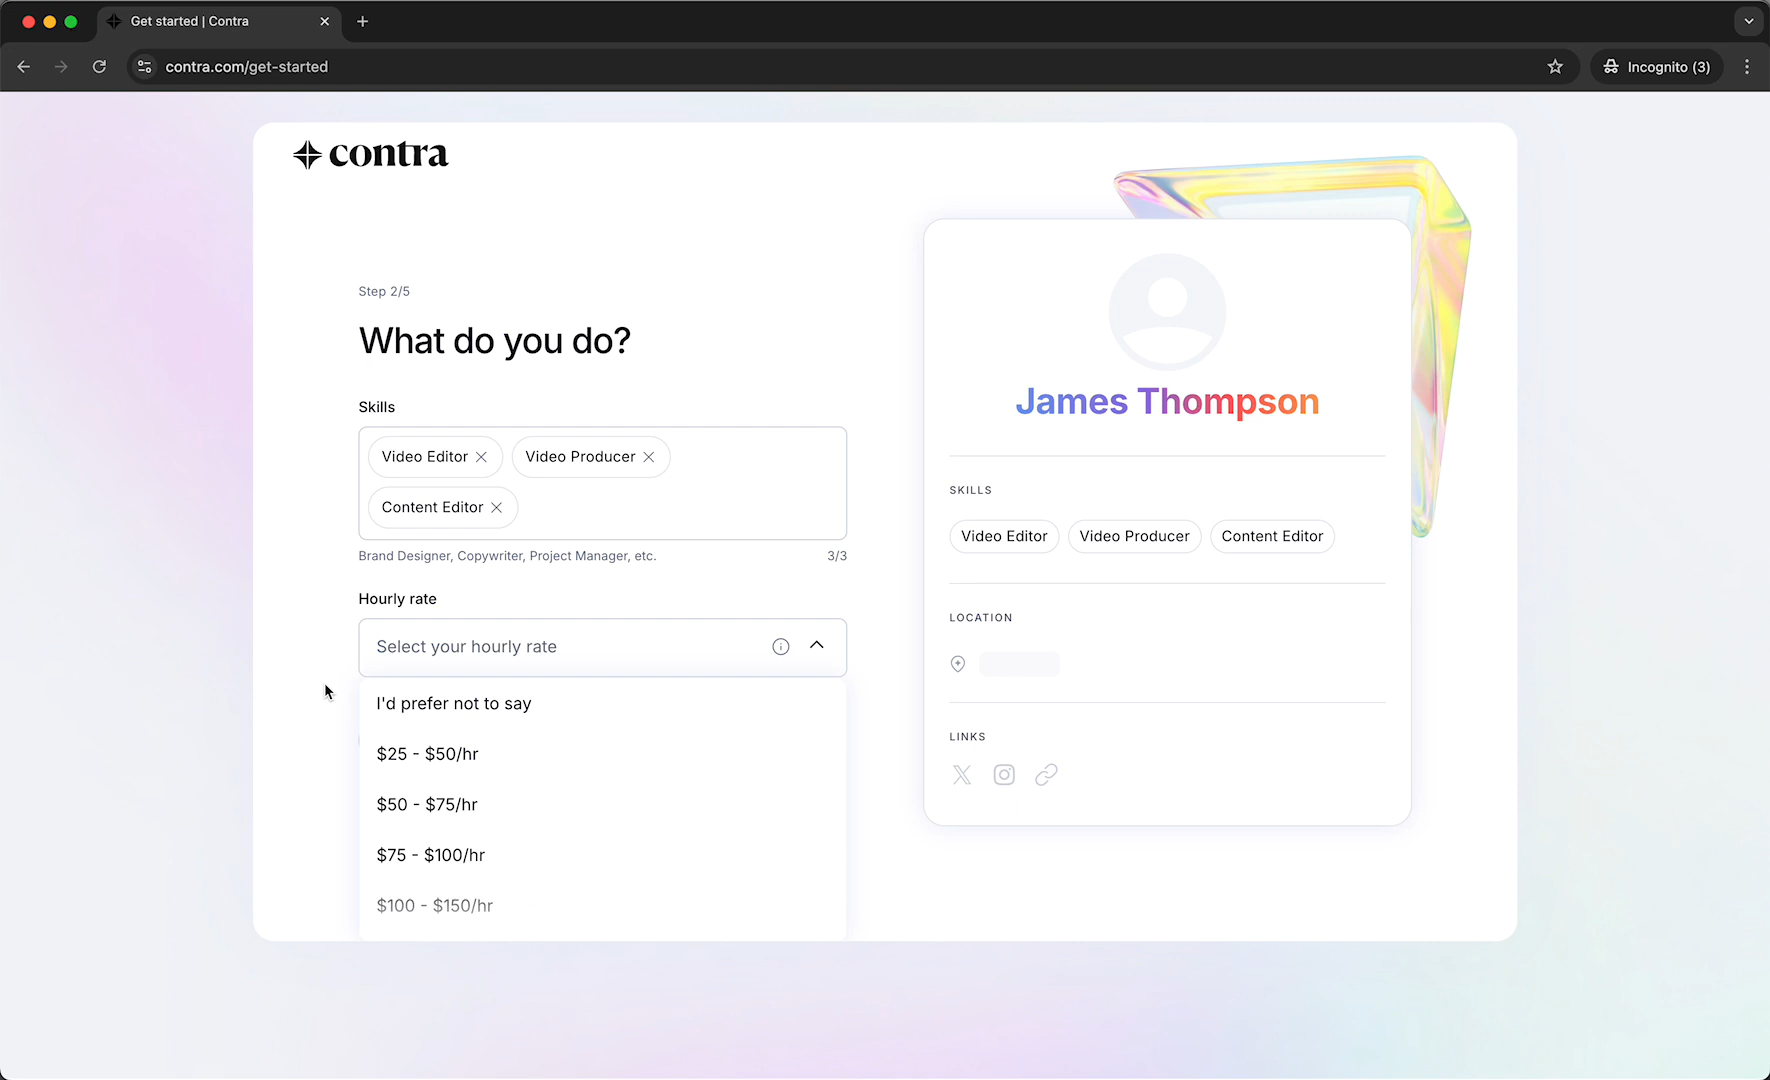 Get started | Contra
contra.com/get-started
Incognito (3)
contra
Step 2/5
What do you do?
Skills
Video Editor
Video Producer
Content Editor
Brand Designer, Copywriter, Project Manager, etc.
3/3
Hourly rate
Select your hourly rate
I'd prefer not to say
$25 - $50/hr
$50 - $75/hr
$75 - $100/hr
$100 - $150/hr
James Thompson
SKILLS
Video Editor
Video Producer
Content Editor
LOCATION
LINKS